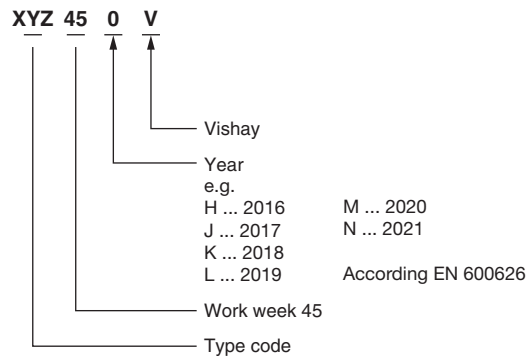 XYZ 45 0 V
Vishay
Year
e.g.
H ... 2016 M ... 2020
J ... 2017 N ... 2021
K ... 2018
L ... 2019 According EN 600626
Work week 45
Type code